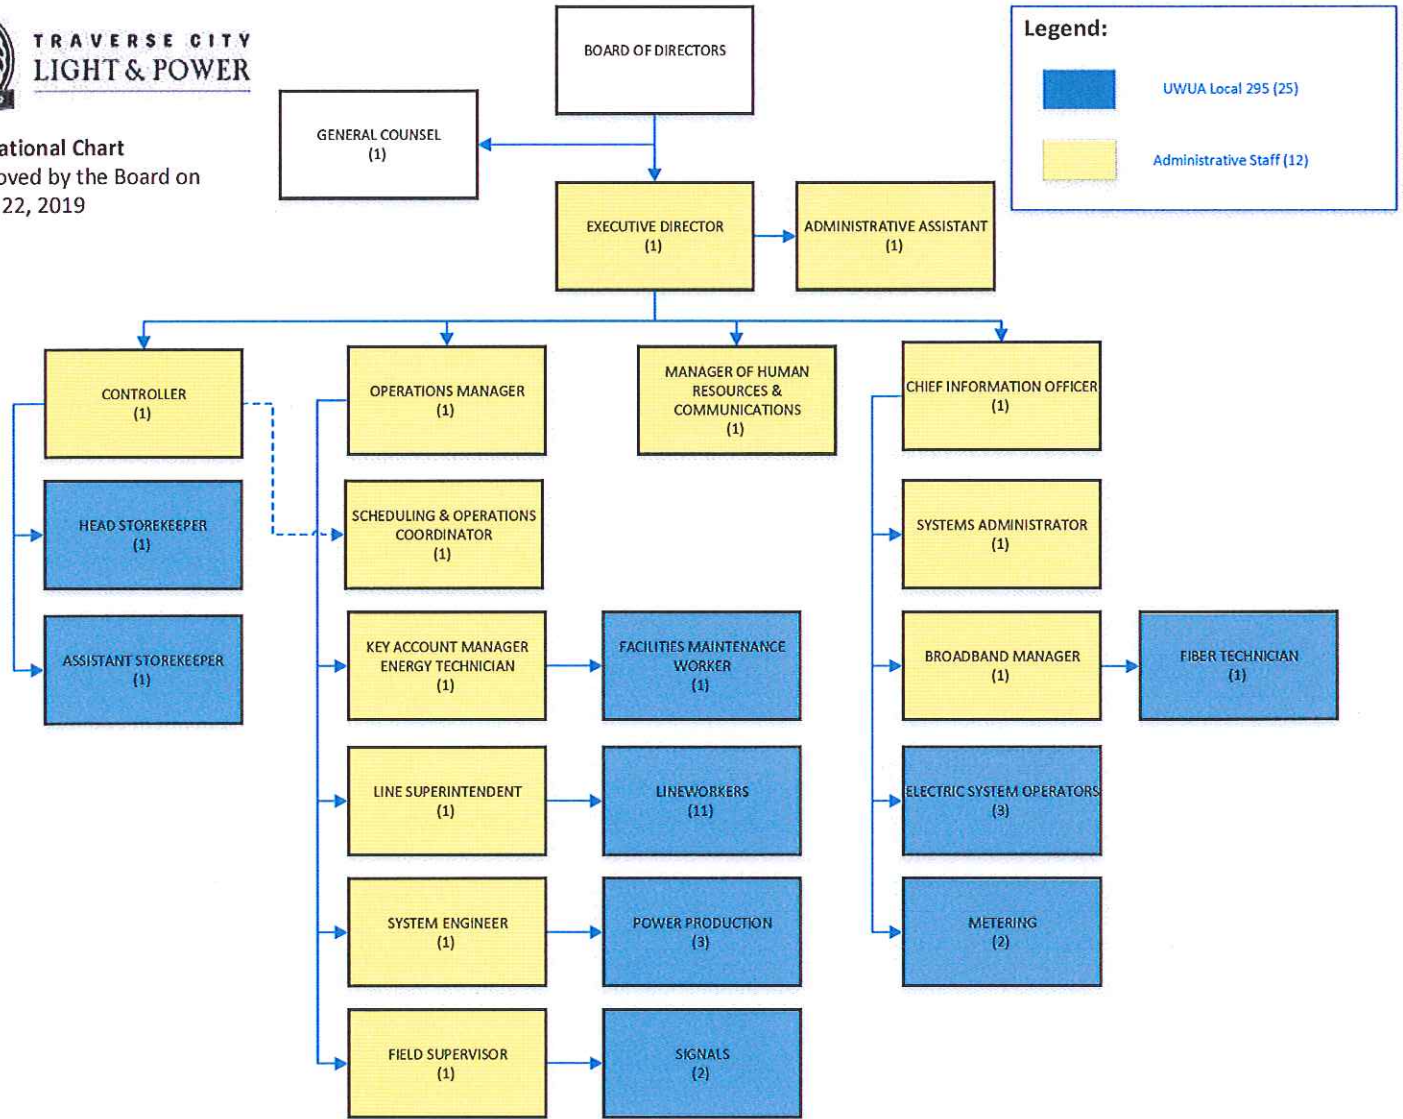 TRAVERSE CITY
LIGHT & POWER
ational Chart
oved by the Board on
22, 2019
BOARD OF DIRECTORS
GENERAL COUNSEL
(1)
Legend:
UWUA Local 295 (25)
Administrative Staff (12)
EXECUTIVE DIRECTOR
(1)
ADMINISTRATIVE ASSISTANT
(1)
CONTROLLER
(1)
OPERATIONS MANAGER
(1)
MANAGER OF HUMAN
RESOURCES &
COMMUNICATIONS
(1)
CHIEF INFORMATION OFFICER
(1)
HEAD STOREKEEPER
(1)
SCHEDULING & OPERATIONS
COORDINATOR
(1)
SYSTEMS ADMINISTRATOR
(1)
ASSISTANT STOREKEEPER
(1)
KEY ACCOUNT MANAGER
ENERGY TECHNICIAN
(1)
FACILITIES MAINTENANCE
WORKER
(1)
BROADBAND MANAGER
(1)
FIBER TECHNICIAN
(1)
LINE SUPERINTENDENT
(1)
LINEWORKERS
(11)
ELECTRIC SYSTEM OPERATORS
(3)
SYSTEM ENGINEER
(1)
POWER PRODUCTION
(3)
METERING
(2)
FIELD SUPERVISOR
(1)
SIGNALS
(2)